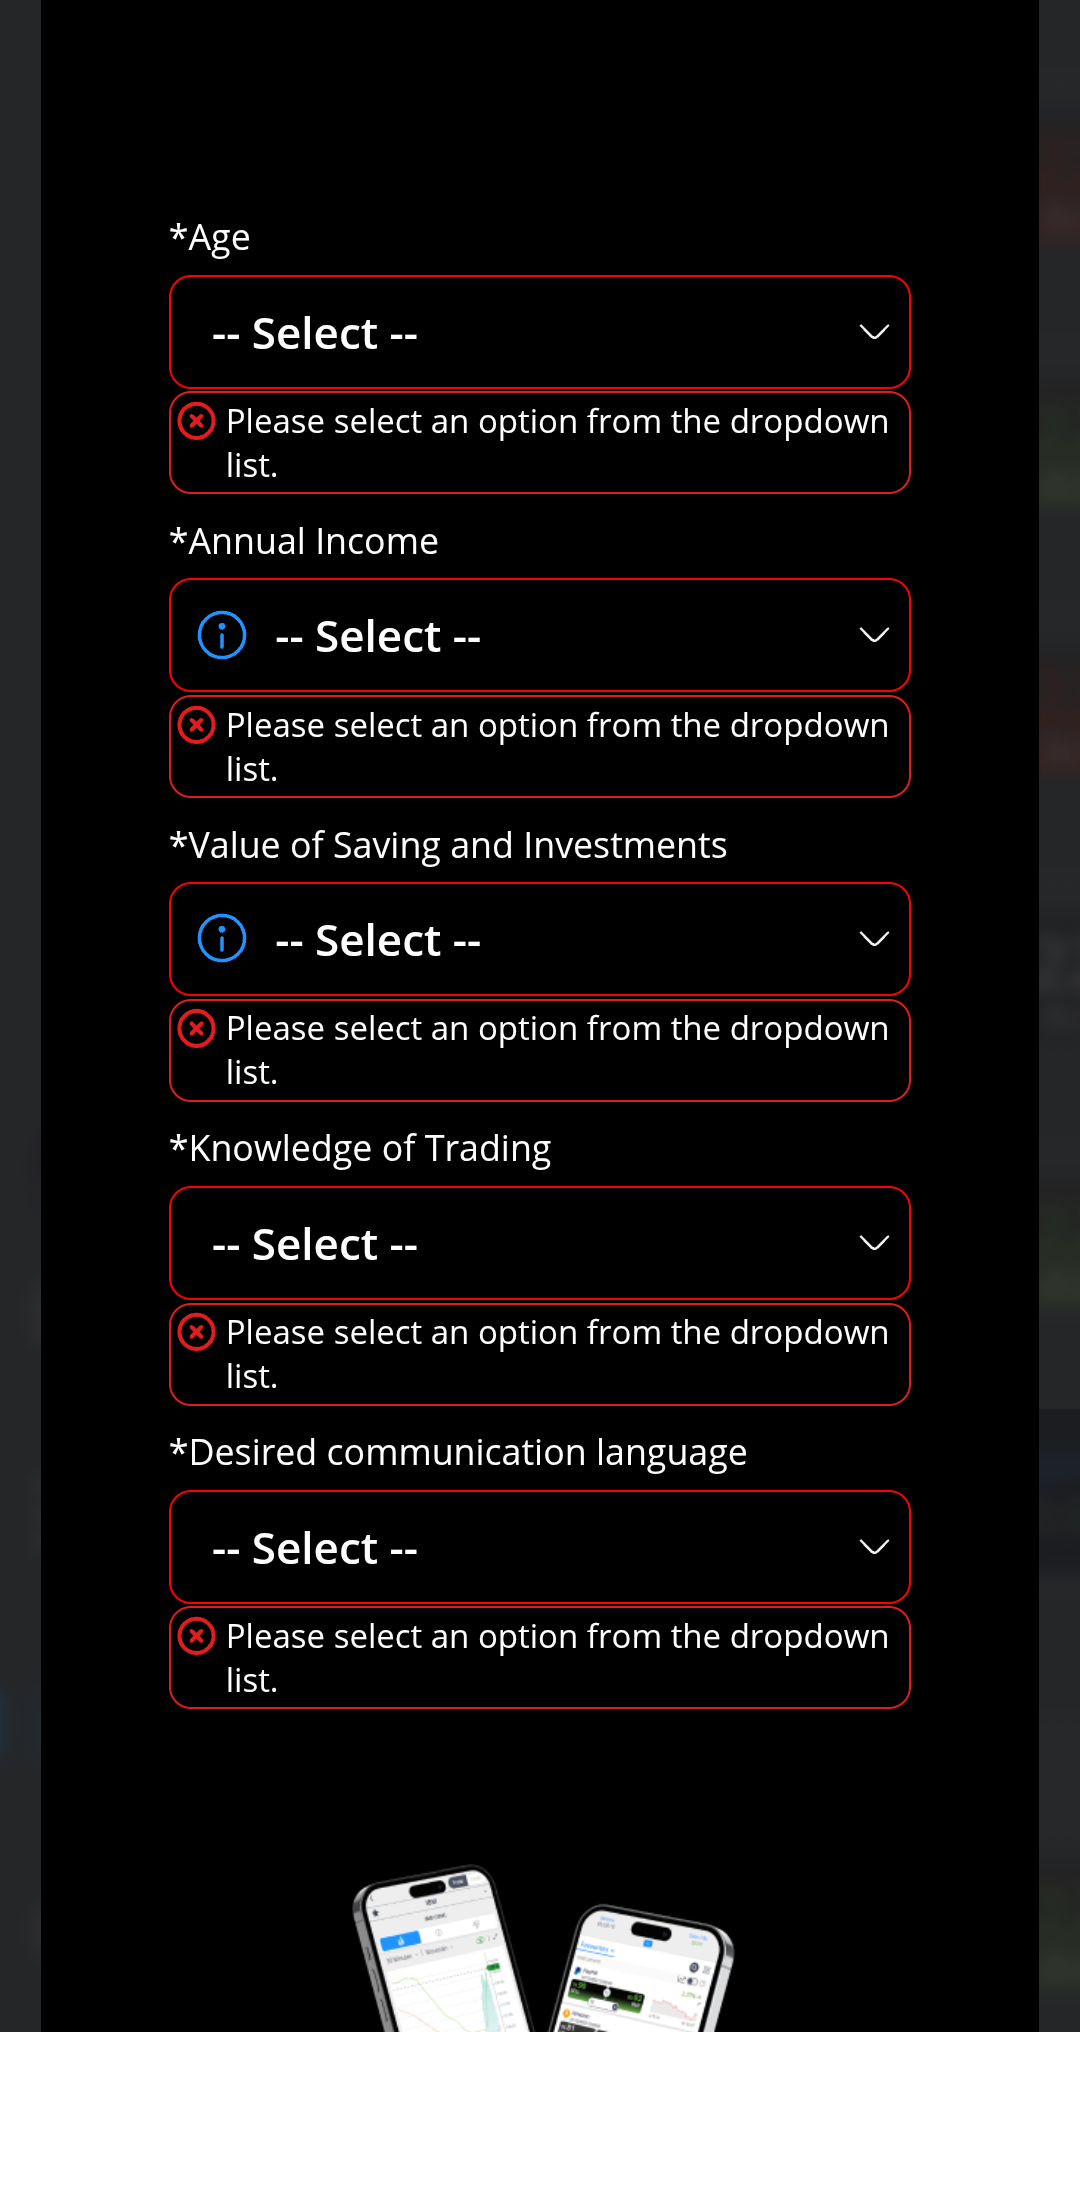 *Age
-- Select --
Please select an option from the dropdown
list.
*Annual Income
-- Select --
Please select an option from the dropdown
list.
*Value of Saving and Investments
-- Select --
Please select an option from the dropdown
list.
*Knowledge of Trading
-- Select --
Please select an option from the dropdown
list.
*Desired communication language
-- Select --
Please select an option from the dropdown
list.